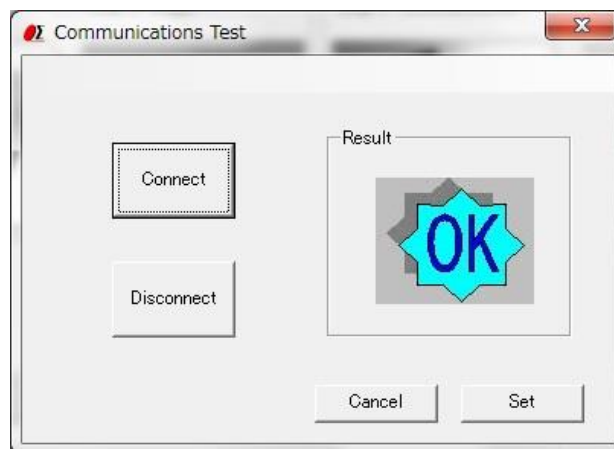 Communications Test
Connect
Result
OK
Disconnect
Cancel
Set